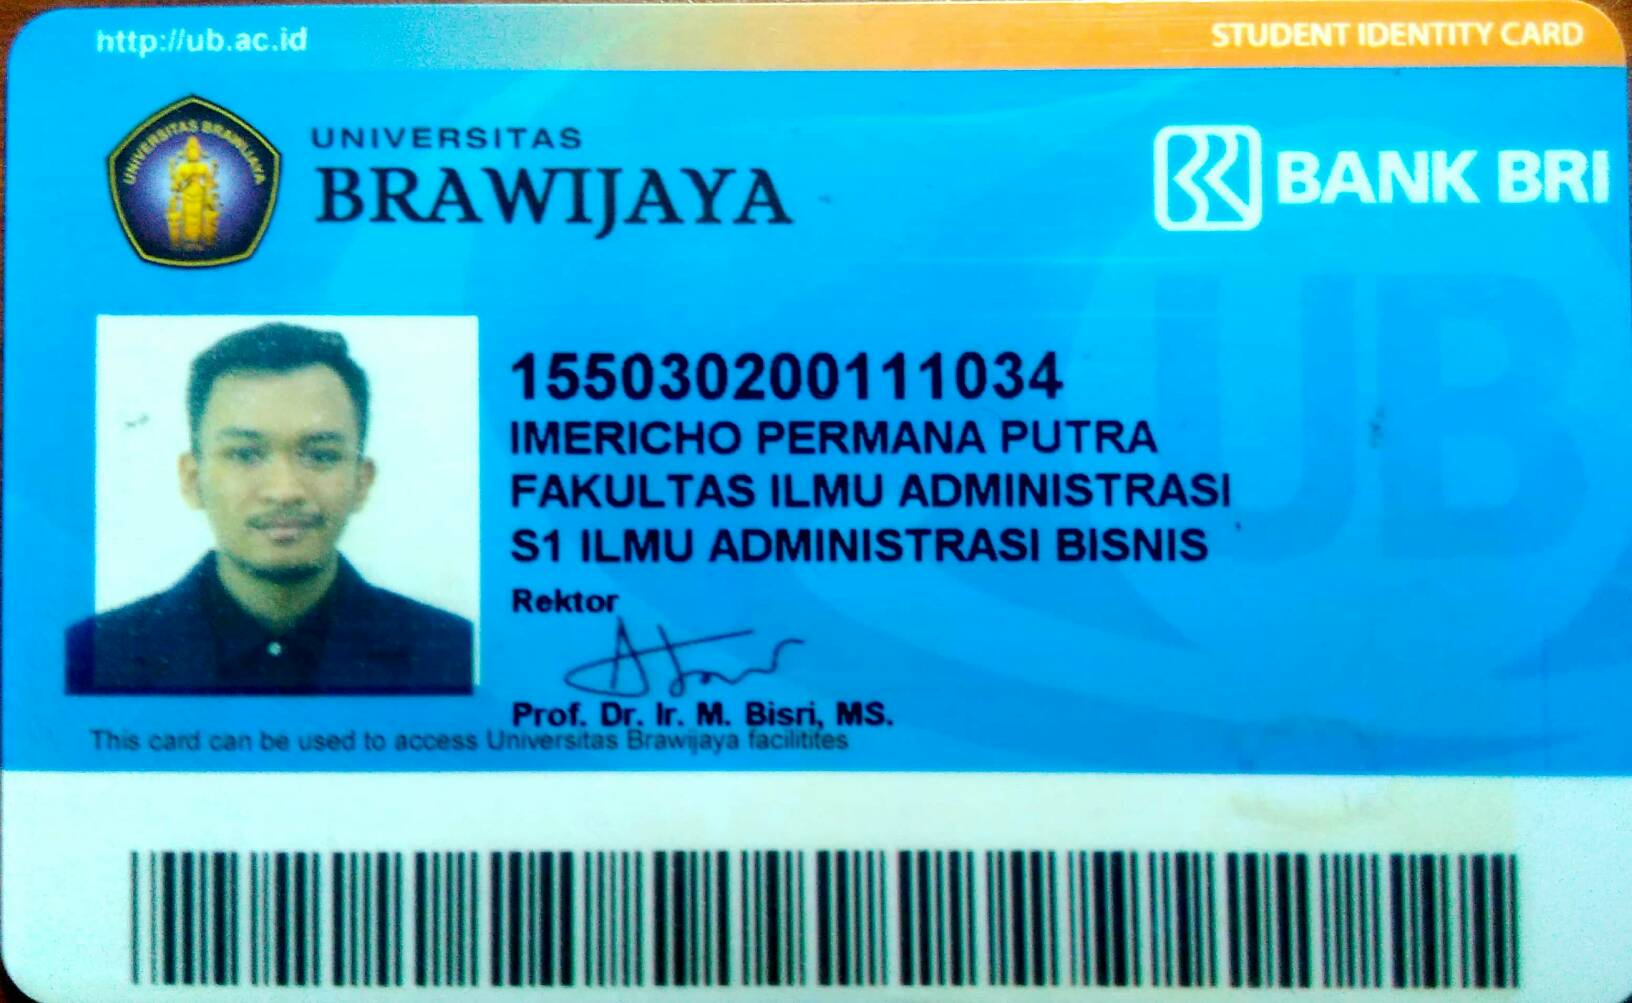 http://ub.ac.id
STUDENT IDENTITY CARD
UNIVERSITAS BRAWIJAYA
UNIVERSITAS
BRAWIJAYA
BANK BRI
UB
155030200111034
IMERICHO PERMANA PUTRA
FAKULTAS ILMU ADMINISTRASI
S1 ILMU ADMINISTRASI BISNIS
Rektor
Prof. Dr. Ir. M. Bisri, MS.
This card can be used to access Universitas Brawijaya facilitites